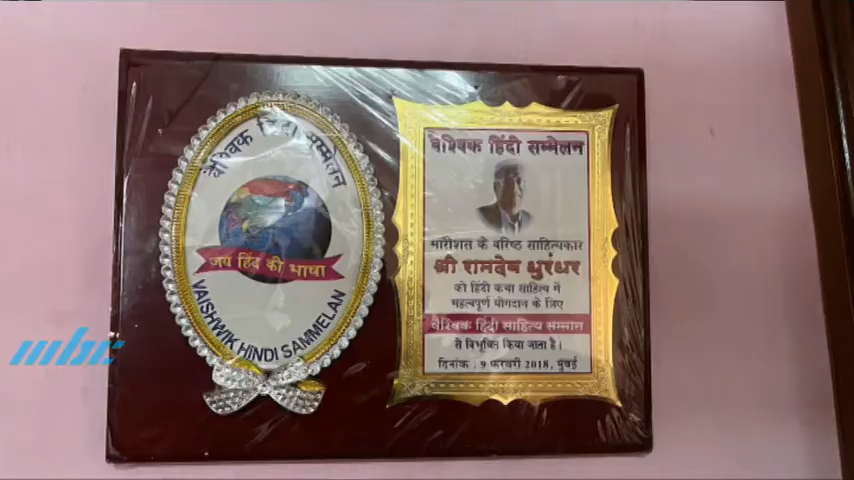 वैश्विक हिंदी सम्मेलन
जय हिंद की भाषा
VAISHWIK HINDI SAMMELAN
वैश्विक हिंदी सम्मेलन
मारीशस के वरिष्ठ साहित्यकार
श्री रामदेव धुरंधर
को हिंदी कथा साहित्य में
महत्वपूर्ण योगदान के लिए
वैश्विक हिंदी साहित्य सम्मान
से विभूषित किया जाता है।
दिनांक : 9 फरवरी 2018, मुंबई
mbc